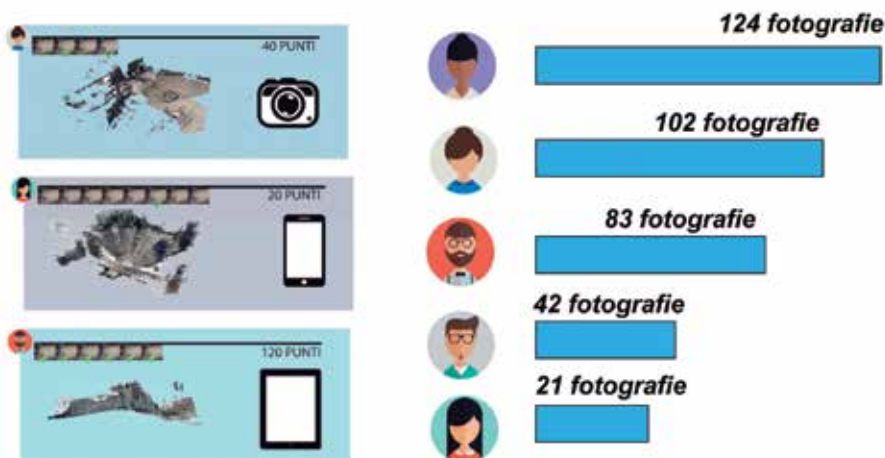 40 PUNTI
20 PUNTI
120 PUNTI
124 fotografie
102 fotografie
83 fotografie
42 fotografie
21 fotografie